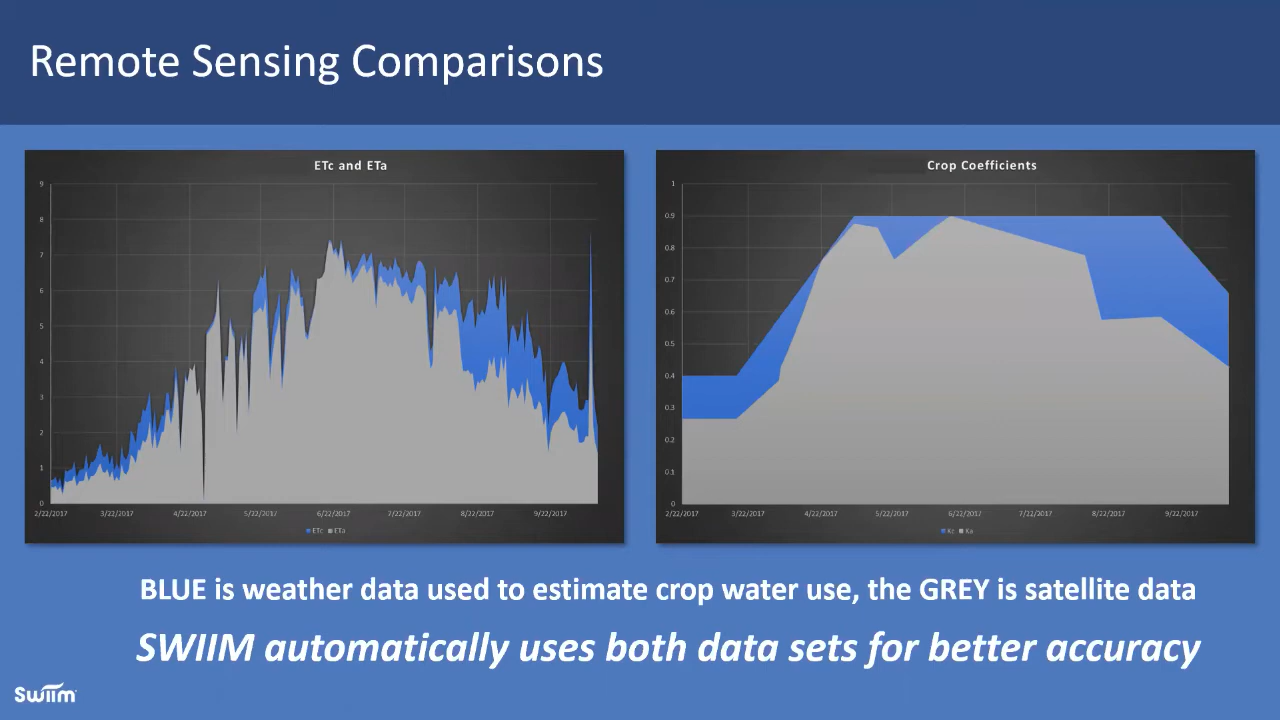 Remote Sensing Comparisons
ETc and ETa
9
8
7
6
5
4
3
2
1
0
2/22/2017 3/22/2017 4/22/2017 5/22/2017 6/22/2017 7/22/2017 8/22/2017 9/22/2017
ETc ETa
Crop Coefficients
1
0.9
0.8
0.7
0.6
0.5
0.4
0.3
0.2
0.1
0
2/22/2017 3/22/2017 4/22/2017 5/22/2017 6/22/2017 7/22/2017 8/22/2017 9/22/2017
Kc Ka
BLUE is weather data used to estimate crop water use, the GREY is satellite data
SWIIM automatically uses both data sets for better accuracy
Swiim